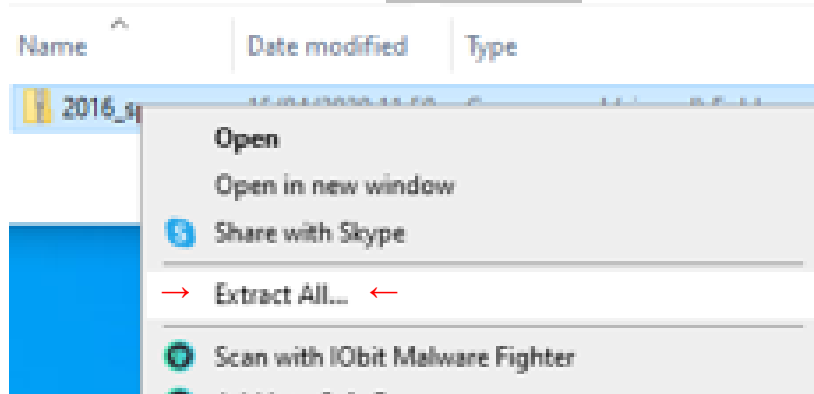 Name Date modified Type
2016_s
Open
Open in new window
Share with Skype
→ Extract All... ←
Scan with IObit Malware Fighter